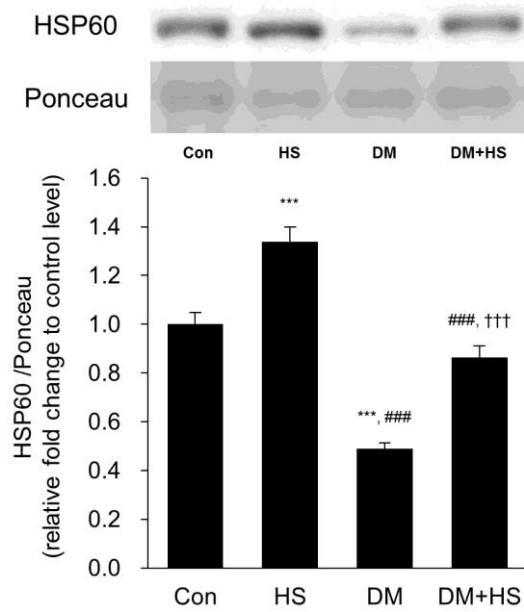 HSP60
Ponceau
Con HS DM DM+HS
HSP60 /Ponceau
(relative fold change to control level)
1.6
1.4
1.2
1.0
0.8
0.6
0.4
0.2
0.0
***
***, ###
###, †††
Con HS DM DM+HS